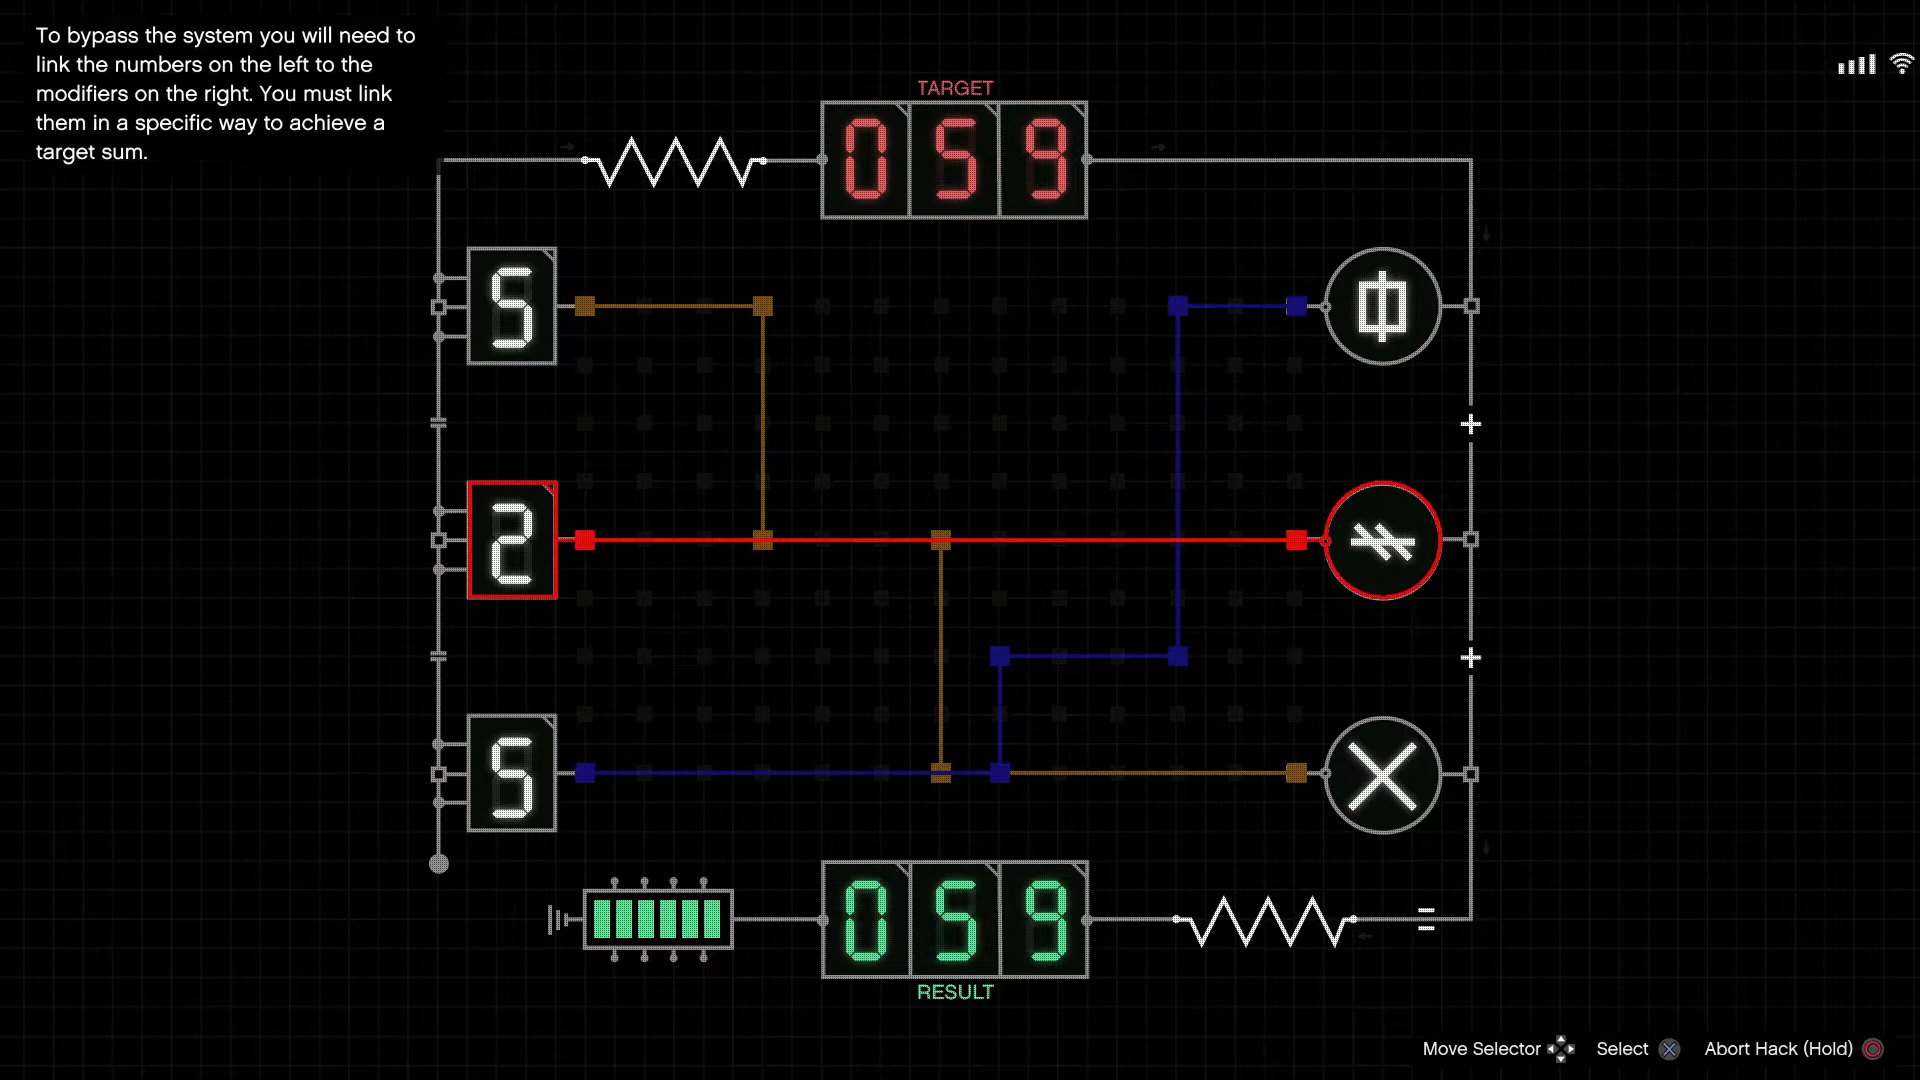 To bypass the system you will need to
link the numbers on the left to the
modifiers on the right. You must link
them in a specific way to achieve a
target sum.
TARGET
059
5
2
+
+
5
=
059
RESULT
Move Selector Select Abort Hack (Hold)